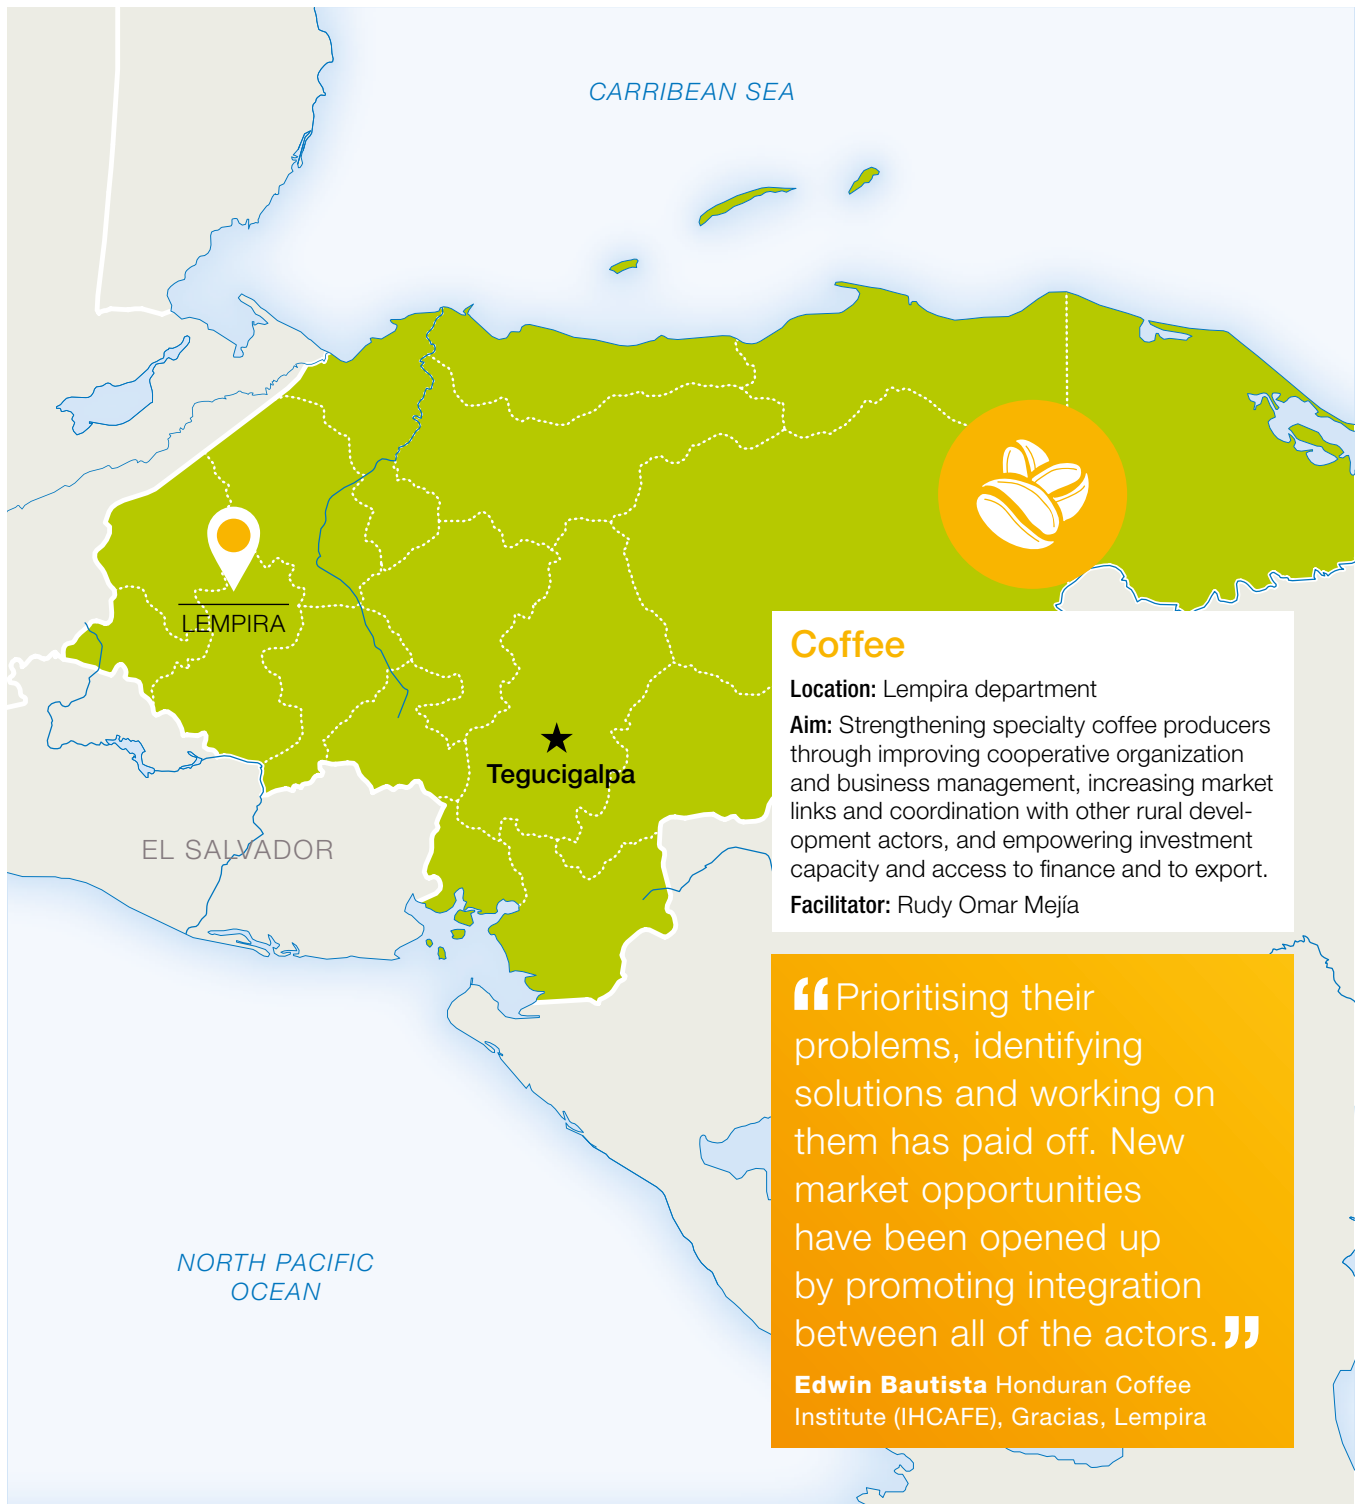 CARRIBEAN SEA
LEMPIRA
Tegucigalpa
EL SALVADOR
NORTH PACIFIC
OCEAN
Coffee
Location: Lempira department
Aim: Strengthening specialty coffee producers
through improving cooperative organization
and business management, increasing market
links and coordination with other rural devel-
opment actors, and empowering investment
capacity and access to finance and to export.
Facilitator: Rudy Omar Mejía
“Prioritising their
problems, identifying
solutions and working on
them has paid off. New
market opportunities
have been opened up
by promoting integration
between all of the actors.”
Edwin Bautista Honduran Coffee
Institute (IHCAFE), Gracias, Lempira